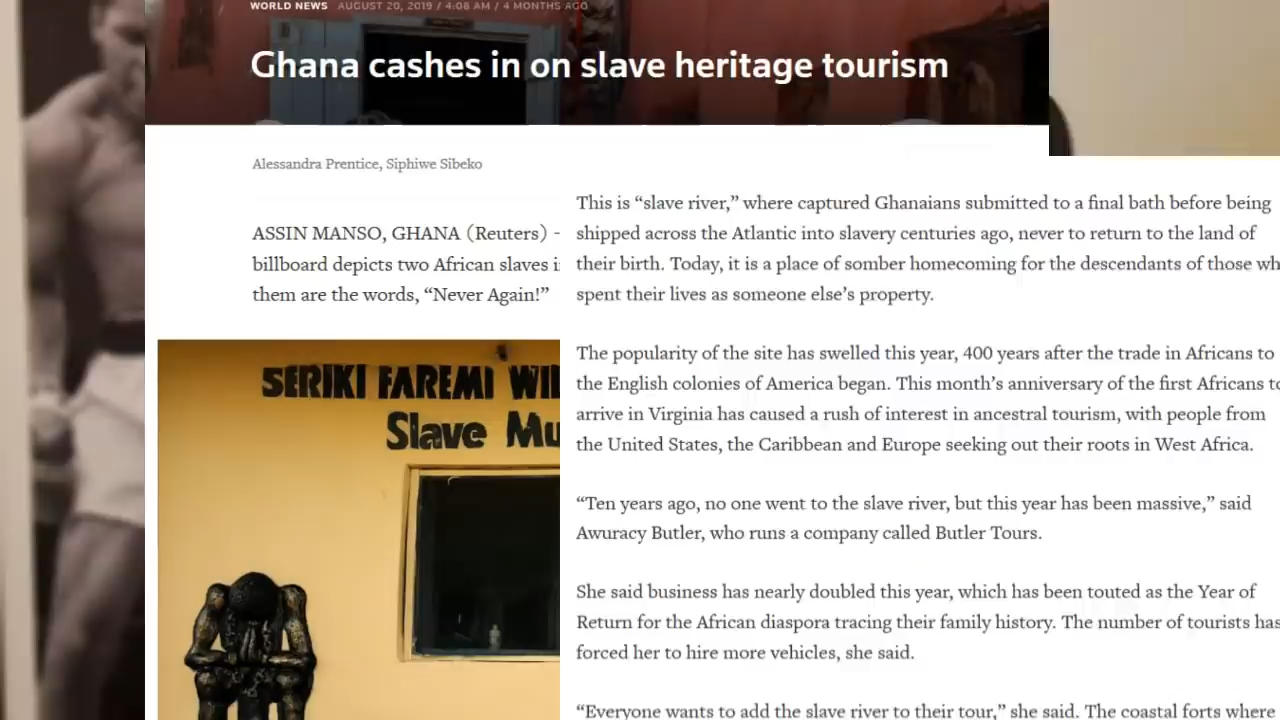 WORLD NEWS AUGUST 20, 2019 / 4:08 AM / 4 MONTHS AGO
Ghana cashes in on slave heritage tourism
Alessandra Prentice, Siphiwe Sibeko
ASSIN MANSO, GHANA (Reuters) -
billboard depicts two African slaves
them are the words, “Never Again!”
SERIKI FAREMI
Slave
This is “slave river,” where captured Ghanaians submitted to a final bath before being
shipped across the Atlantic into slavery centuries ago, never to return to the land of
their birth. Today, it is a place of somber homecoming for the descendants of those
spent their lives as someone else’s property.
The popularity of the site has swelled this year, 400 years after the trade in Africans to
the English colonies of America began. This month’s anniversary of the first Africans
arrive in Virginia has caused a rush of interest in ancestral tourism, with people from
the United States, the Caribbean and Europe seeking out their roots in West Africa.
“Ten years ago, no one went to the slave river, but this year has been massive,” said
Awuracy Butler, who runs a company called Butler Tours.
She said business has nearly doubled this year, which has been touted as the Year of
Return for the African diaspora tracing their family history. The number of tourists has
forced her to hire more vehicles, she said.
“Everyone wants to add the slave river to their tour,” she said. The coastal forts where